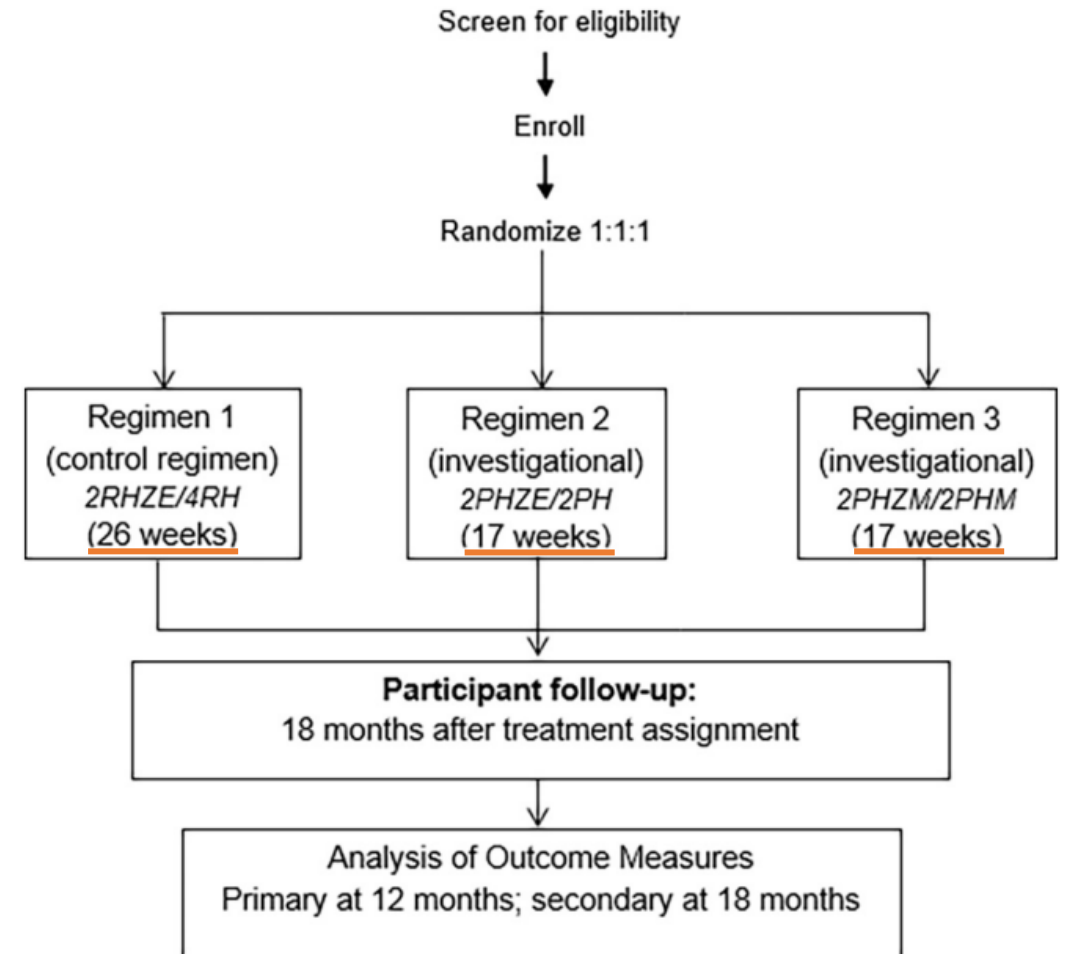 Screen for eligibility
Enroll
Randomize 1:1:1
Regimen 1
(control regimen)
2RHZE/4RH
(26 weeks)
Regimen 2
(investigational)
2PHZE/2PH
(17 weeks)
Regimen 3
(investigational)
2PHZM/2PHM
(17 weeks)
Participant follow-up:
18 months after treatment assignment
Analysis of Outcome Measures
Primary at 12 months; secondary at 18 months